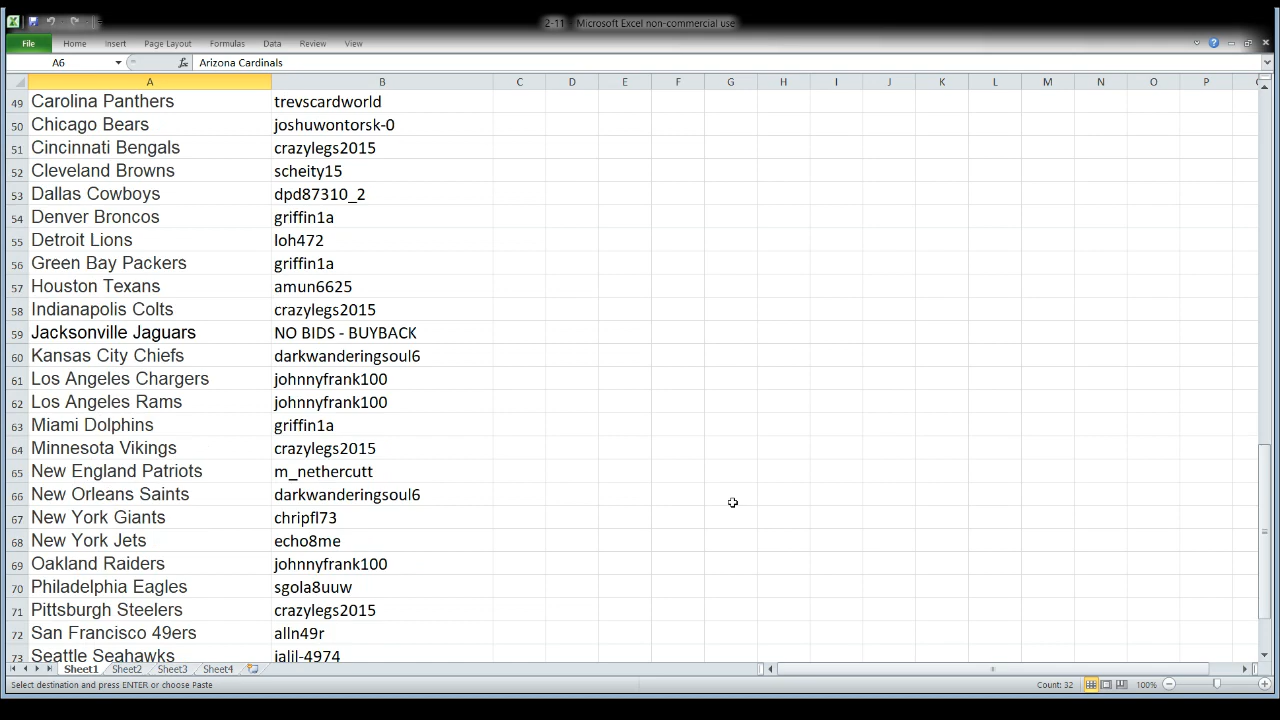 2-11 - Microsoft Excel non-commercial use
File Home Insert Page Layout Formulas Data Review View
A6 fx Arizona Cardinals
A B C D E F G H I J K L M N O P
49 Carolina Panthers trevscardworld
50 Chicago Bears joshuwontorsk-0
51 Cincinnati Bengals crazylegs2015
52 Cleveland Browns scheity15
53 Dallas Cowboys dpd87310_2
54 Denver Broncos griffin1a
55 Detroit Lions loh472
56 Green Bay Packers griffin1a
57 Houston Texans amun6625
58 Indianapolis Colts crazylegs2015
59 Jacksonville Jaguars NO BIDS - BUYBACK
60 Kansas City Chiefs darkwanderingsoul6
61 Los Angeles Chargers johnnyfrank100
62 Los Angeles Rams johnnyfrank100
63 Miami Dolphins griffin1a
64 Minnesota Vikings crazylegs2015
65 New England Patriots m_nethercutt
66 New Orleans Saints darkwanderingsoul6
67 New York Giants chripfl73
68 New York Jets echo8me
69 Oakland Raiders johnnyfrank100
70 Philadelphia Eagles sgola8uuw
71 Pittsburgh Steelers crazylegs2015
72 San Francisco 49ers alln49r
73 Seattle Seahawks jalil-4974
Sheet1 Sheet2 Sheet3 Sheet4
Select destination and press ENTER or choose Paste Count: 32 100%